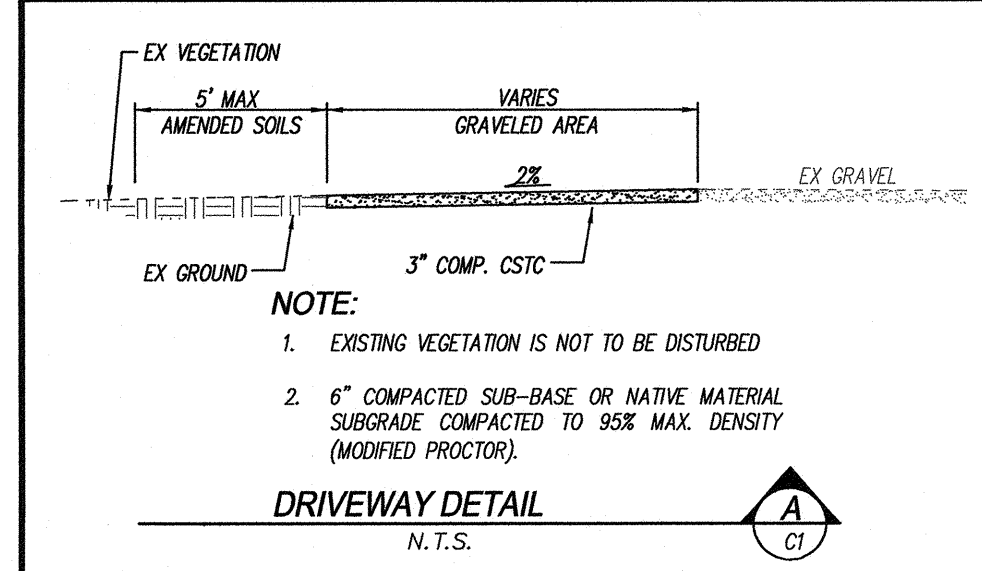 EX VEGETATION
5' MAX
AMENDED SOILS
VARIES
GRAVELED AREA
2%
EX GRAVEL
EX GROUND
3" COMP. CSTC
NOTE:
1. EXISTING VEGETATION IS NOT TO BE DISTURBED
2. 6" COMPACTED SUB-BASE OR NATIVE MATERIAL
SUBGRADE COMPACTED TO 95% MAX. DENSITY
(MODIFIED PROCTOR).
DRIVEWAY DETAIL
N.T.S.
A
C1